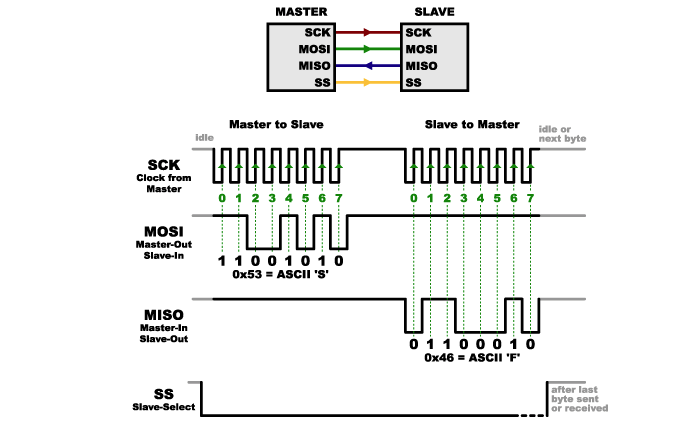 MASTER SLAVE
SCK SCK
MOSI MOSI
MISO MISO
SS SS
Master to Slave Slave to Master
idle
idle or
next byte
SCK
Clock from
Master
0 1 2 3 4 5 6 7 0 1 2 3 4 5 6 7
MOSI
Master-Out
Slave-In
1 1 0 0 1 0 1 0
0x53 = ASCII 'S'
MISO
Master-In
Slave-Out
0 1 1 0 0 0 1 0
0x46 = ASCII 'F'
SS
Slave-Select
after last
byte sent
or received